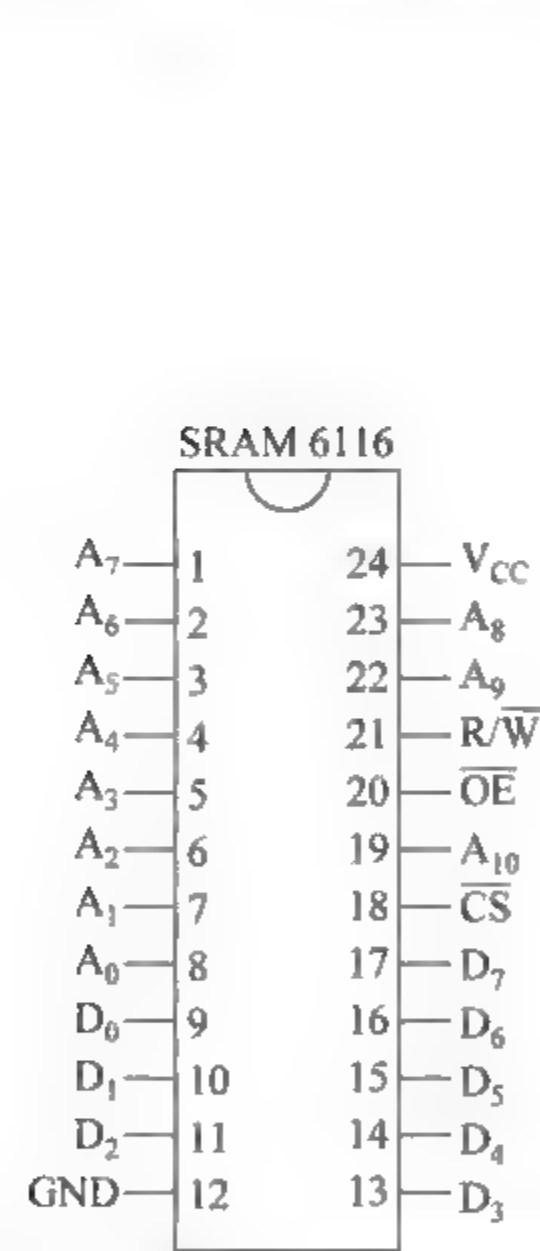 SRAM 6116
A₇ 1 24 V_CC
A₆ 2 23 A₈
A₅ 3 22 A₉
A₄ 4 21 R/W̅
A₃ 5 20 O̅E̅
A₂ 6 19 A₁₀
A₁ 7 18 C̅S̅
A₀ 8 17 D₇
D₀ 9 16 D₆
D₁ 10 15 D₅
D₂ 11 14 D₄
GND 12 13 D₃